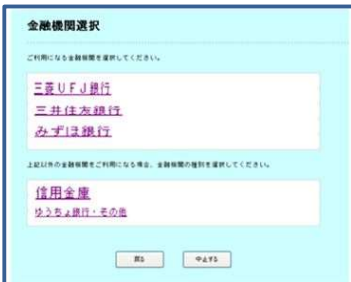 金融機関選択
ご利用になる金融機関を選択してください。
三菱UFJ銀行
三井住友銀行
みずほ銀行
上記以外の金融機関をご利用になる場合、金融機関の種別を選択してください。
信用金庫
ゆうちょ銀行・その他
戻る
中止する